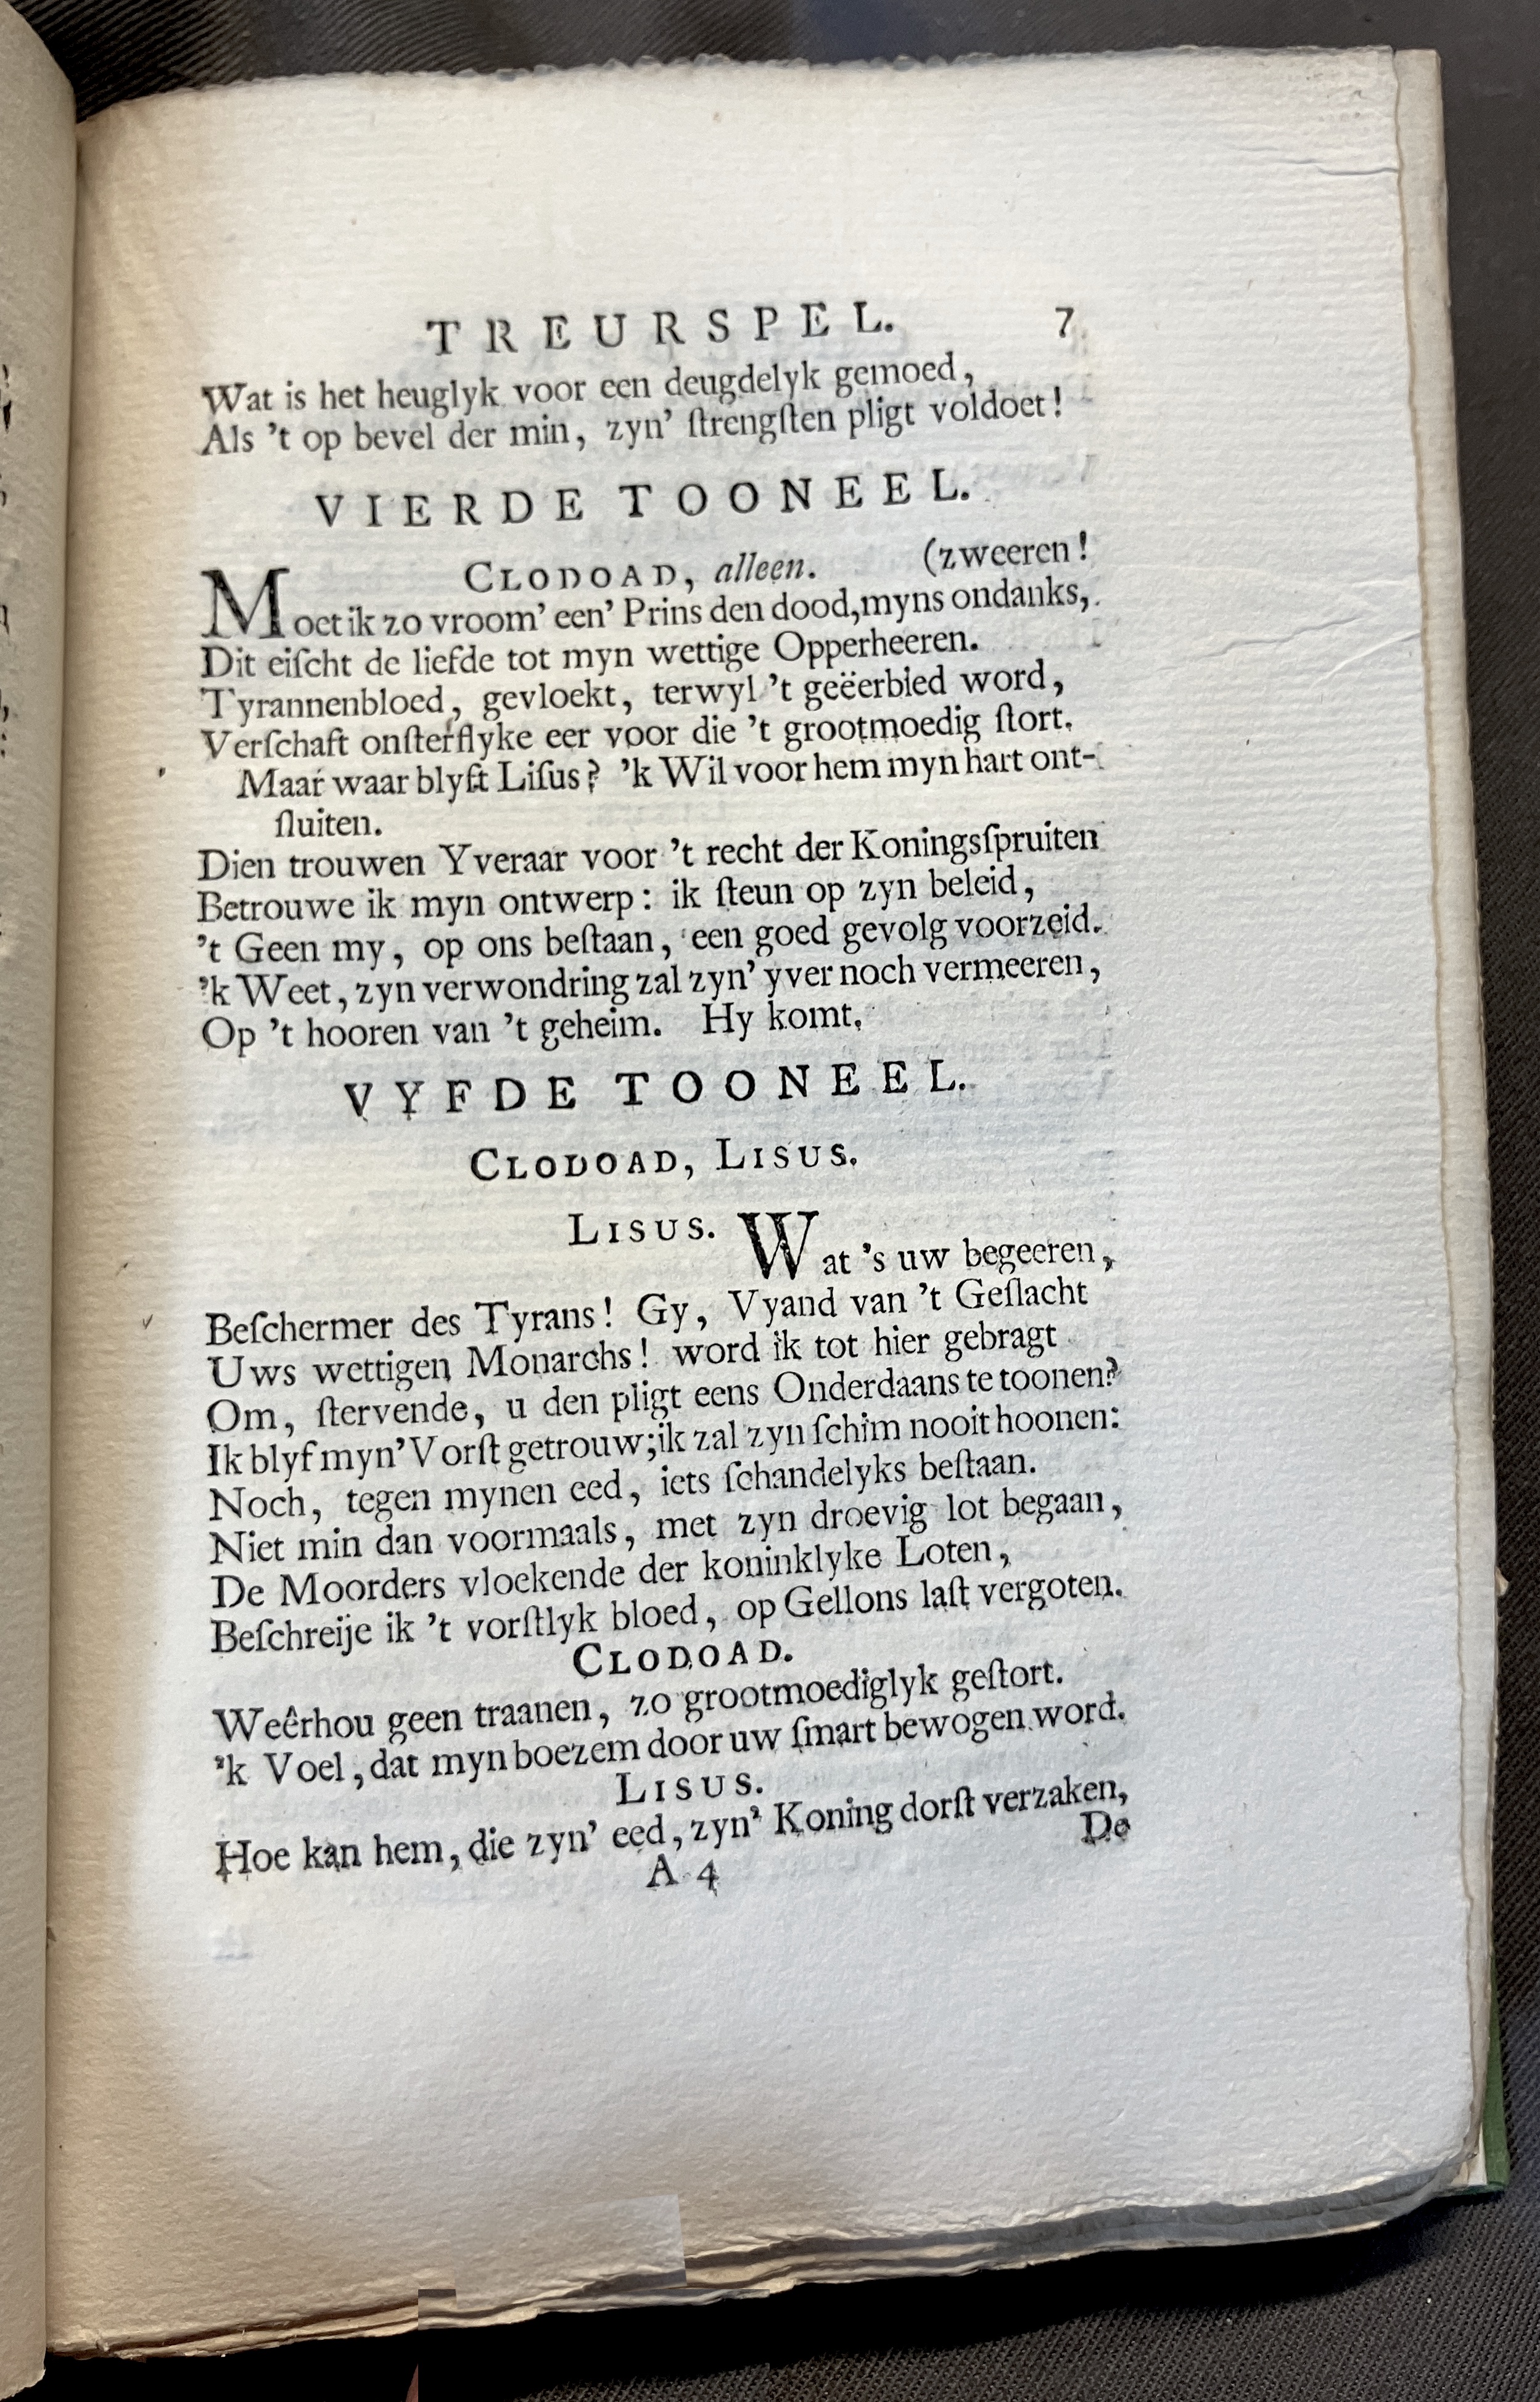 TREURSPEL. 7
Wat is het heuglyk voor een deugdelyk gemoed,
Als 't op bevel der min, zyn' ſtrengſten pligt voldoet!
VIERDE TOONEEL.
CLODOAD, alleen. (zweeren!
Moet ik zo vroom' een' Prins den dood, myns ondanks,
Dit eiſcht de liefde tot myn wettige Opperheeren.
Tyrannenbloed, gevloekt, terwyl 't geëerbied word,
Verſchaft onſterflyke eer voor die 't grootmoedig ſtort.
Maar waar blyft Liſus? 'k Wil voor hem myn hart ont-
ſluiten.
Dien trouwen Yveraar voor 't recht der Koningsſpruiten
Betrouwe ik myn ontwerp: ik ſteun op zyn beleid,
't Geen my, op ons beſtaan, een goed gevolg voorzeid.
'k Weet, zyn verwondring zal zyn' yver noch vermeeren,
Op 't hooren van 't geheim. Hy komt.
VYFDE TOONEEL.
CLODOAD, LISUS.
LISUS. Wat 's uw begeeren,
Beſchermer des Tyrans! Gy, Vyand van 't Geſlacht
Uws wettigen Monarchs! word ik tot hier gebragt
Om, ſtervende, u den pligt eens Onderdaans te toonen?
Ik blyf myn' Vorſt getrouw; ik zal zyn ſchim nooit hoonen:
Noch, tegen mynen eed, iets ſchandelyks beſtaan.
Niet min dan voormaals, met zyn droevig lot begaan,
De Moorders vloekende der koninklyke Loten,
Beſchreije ik 't vorſtlyk bloed, op Gellons laſt vergoten.
CLODOAD.
Weêrhou geen traanen, zo grootmoediglyk geſtort.
'k Voel, dat myn boezem door uw ſmart bewogen word.
LISUS.
Hoe kan hem, die zyn' eed, zyn' Koning dorſt verzaken,
De
A 4